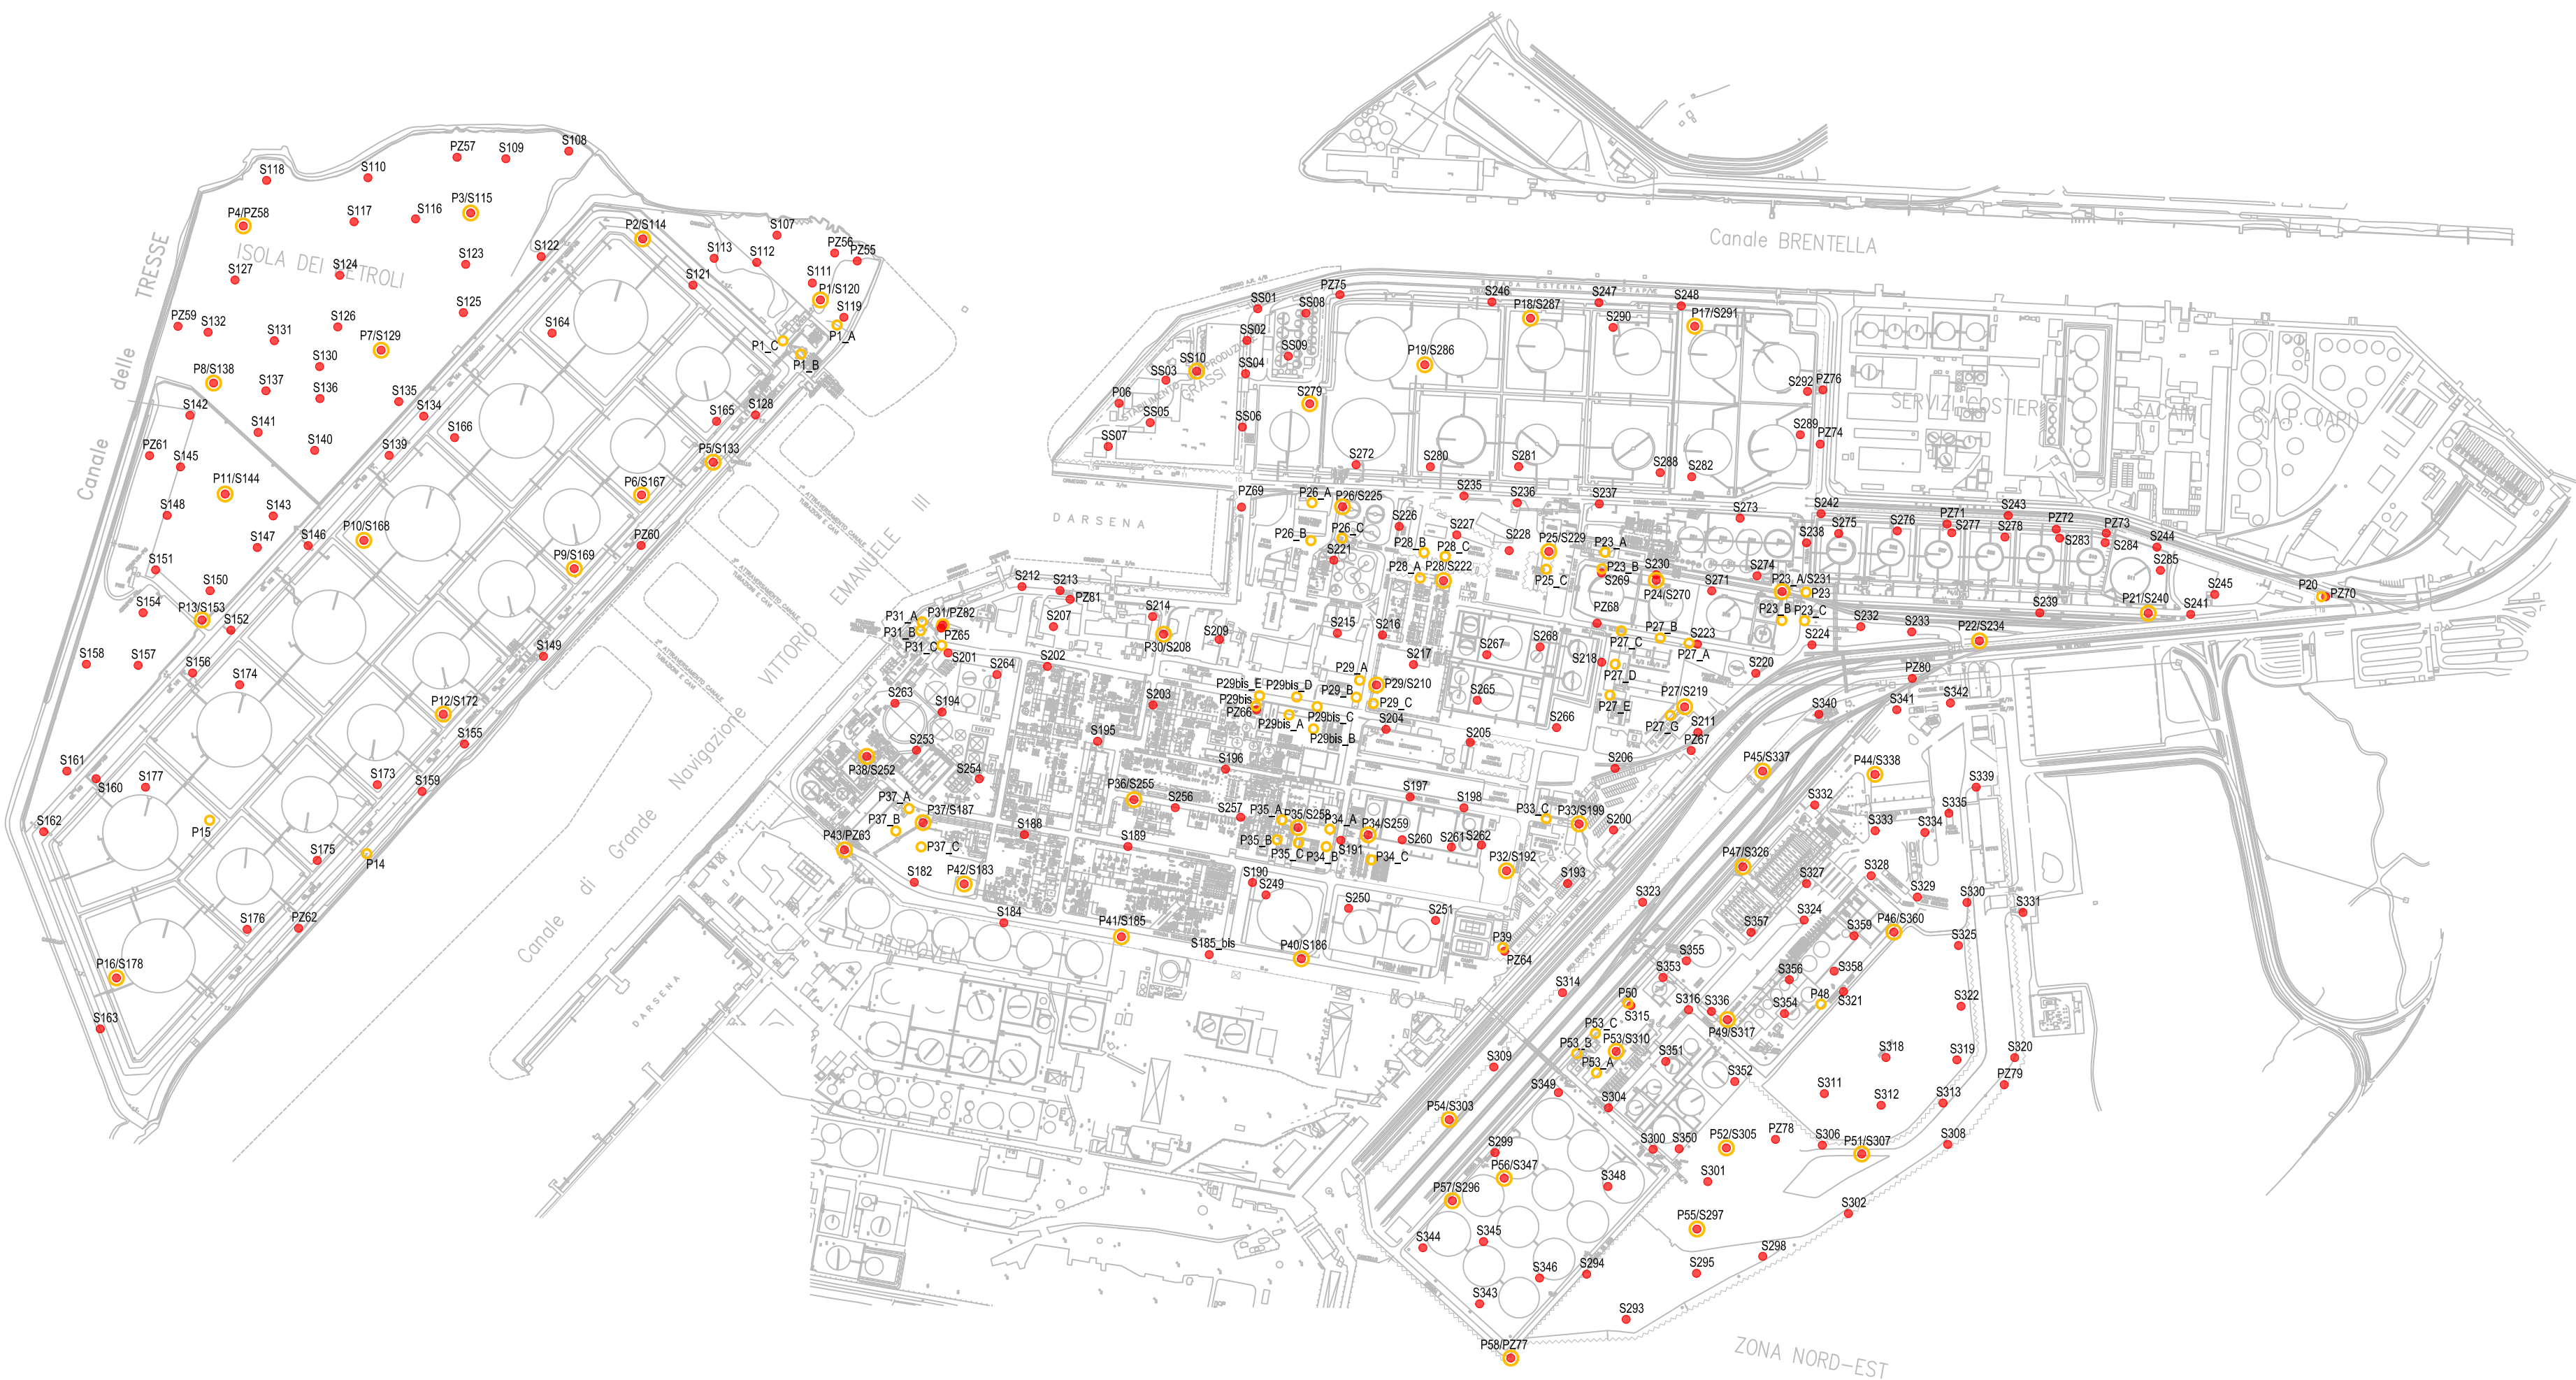 S108
PZ57
S109
S118
S110
P3/S115
P4/PZ58
S117
S116
P2/S114
S107
ISOLA DEI PETROLI
Canale delle TRESSE
S127
S124
S123
S122
S113
S112
PZ56
PZ55
S121
S111
P1/S120
S119
PZ59
S132
S131
S126
S125
P7/S129
S164
P1_C
P1_A
P1_B
P8/S138
S130
S137
S136
S135
S134
S142
S141
S140
S139
S166
S165
S128
PZ61
S145
P5/S133
P11/S144
P6/S167
S148
S143
P10/S168
S147
S146
PZ60
P9/S169
S151
S150
S154
P13/S153
S152
S158
S157
S156
S174
S149
P12/S172
S155
S161
S160
S177
S173
S159
S162
P15
S175
P14
S176
PZ62
P16/S178
S163
Canale di Grande Navigazione VITTORIO EMANUELE III
DARSENA
Canale BRENTELLA
STRADA ESTERNA
PZ75
SS01
SS08
S246
S247
S248
P18/S287
S290
P17/S291
SS02
SS09
P19/S286
SS03
SS10
SS04
P06
SS05
SS06
SS07
S279
S292
PZ76
S289
PZ74
SERVIZI COSTIERI
SACAIM
S.A.P. (API)
S272
S280
S281
S288
S282
DARSENA
PZ69
P26_A
P26/S225
S235
S236
S237
S273
S242
S243
P26_B
P26_C
S226
S227
S228
P25/S229
P23_A
S238
S275
S276
PZ71
S277
S278
PZ72
S283
PZ73
S284
S244
S221
P28_B
P28_C
P28_A
P28/S222
P25_C
P23_B
S269
S230
P24/S270
S271
S274
P23_A/S231
P23
S285
S245
P20
PZ70
S212
S213
PZ81
S207
S214
P30/S208
S209
S215
S216
S217
S267
S268
PZ68
P27_C
P27_B
S223
P27_A
P23_B
P23_C
S224
S232
S233
P22/S234
S239
P21/S240
S241
P31_A
P31/PZ82
P31_B
PZ65
P31_C
S201
S264
S202
S203
S218
P27_D
S220
PZ80
P29_A
P29/S210
P29_B
P29_C
P29bis_E
P29bis_D
P29bis
PZ66
P29bis_A
P29bis_C
P29bis_B
S204
S265
S266
P27_E
P27/S219
P27_G
S211
PZ67
S340
S341
S342
S263
S194
S253
P38/S252
S254
S195
S196
S205
S206
P45/S337
P44/S338
S339
P37_A
P37/S187
P37_B
P43/PZ63
P37_C
S188
P36/S255
S256
S257
P35_A
P35/S258
P35_B
P35_C
P34_A
P34_B
S191
P34/S259
P34_C
S197
S198
S260
S261
S262
P33_C
P33/S199
S200
S332
S333
S334
S335
S182
P42/S183
S189
S190
S249
P32/S192
S193
P47/S326
S327
S328
S329
S330
S331
S184
P41/S185
S185_bis
P40/S186
S250
S251
P39
PZ64
S323
S324
S357
S359
P46/S360
S325
PETROVEN
S314
S355
S353
S356
S358
P50
S315
S316
S336
P49/S317
S354
P48
S321
S322
P53_C
P53_B
P53/S310
P53_A
S309
S351
S352
S318
S319
S320
PZ79
S349
S304
S311
S312
S313
P54/S303
S299
S300
S350
P52/S305
PZ78
S306
P51/S307
S308
P56/S347
P57/S296
S348
S301
P55/S297
S302
S344
S345
S346
S294
S295
S298
S343
S293
P58/PZ77
ZONA NORD-EST